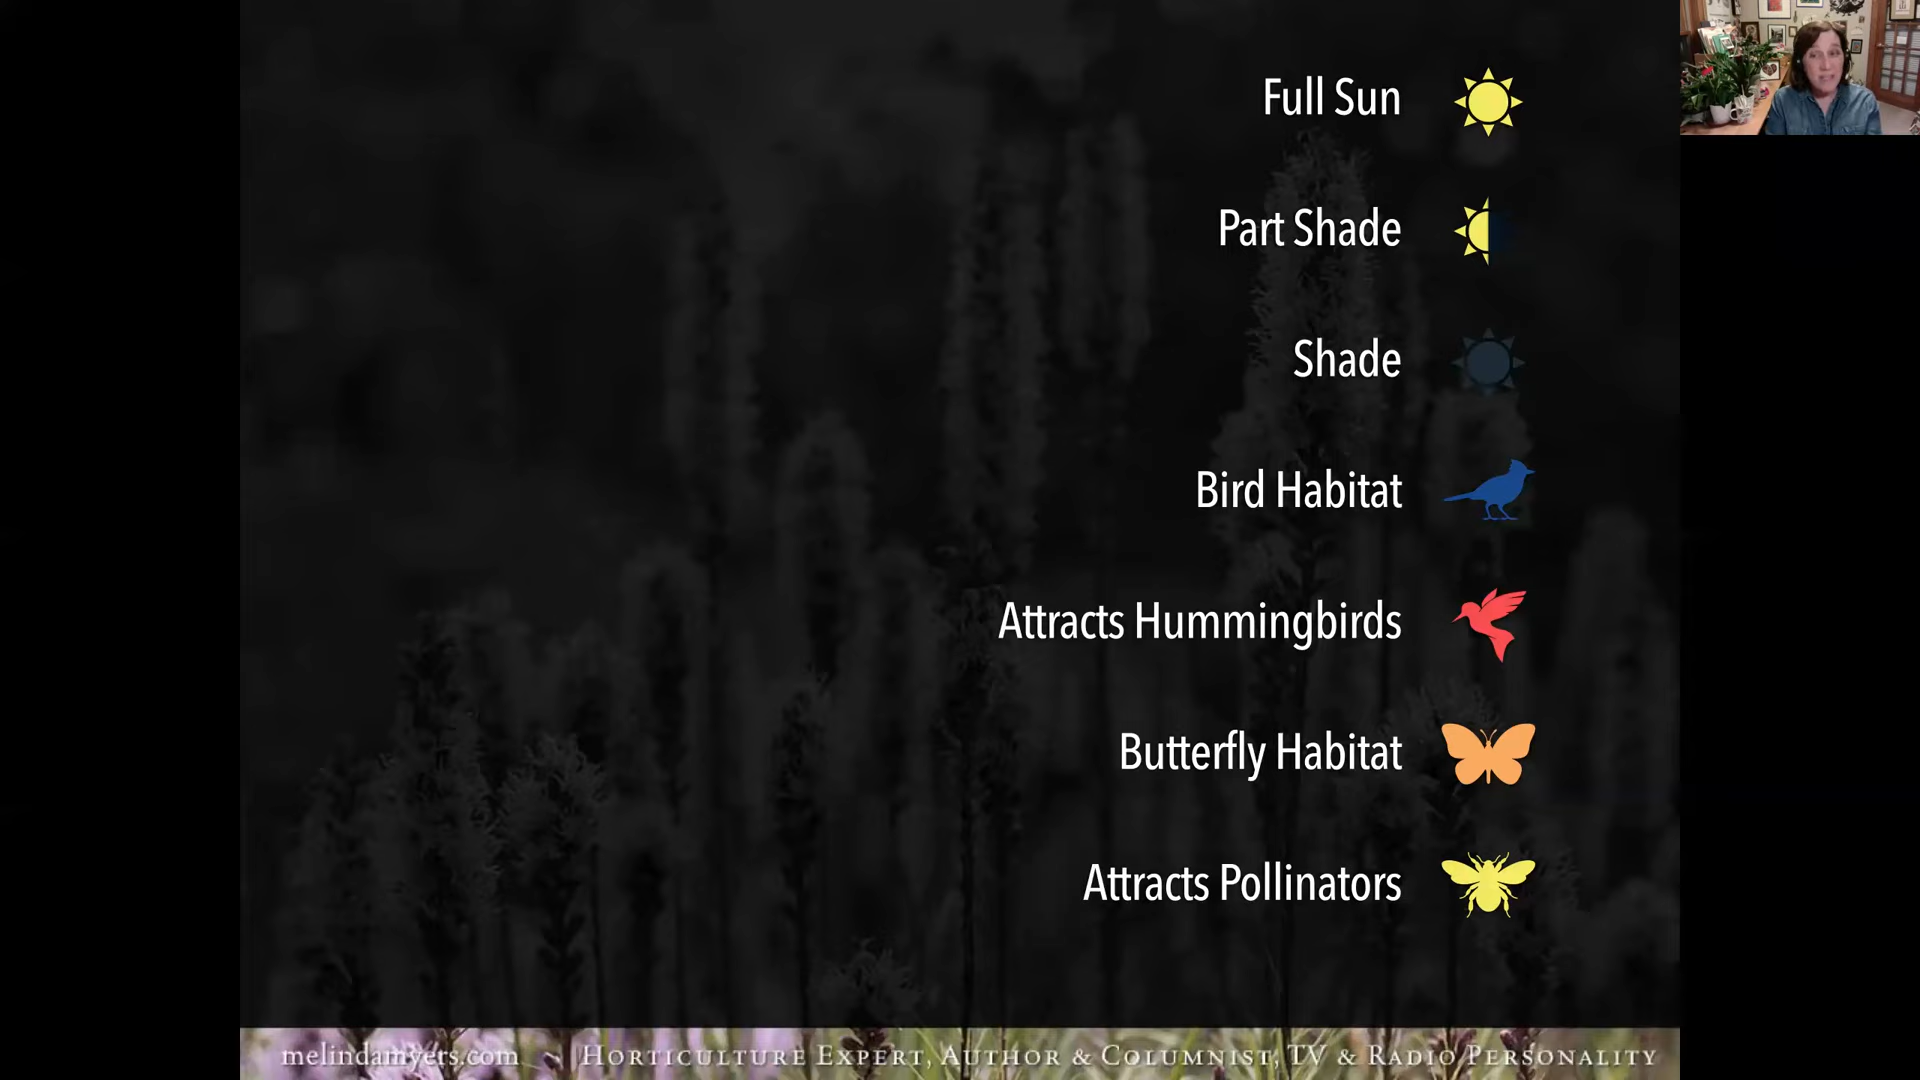 Full Sun
Part Shade
Shade
Bird Habitat
Attracts Hummingbirds
Butterfly Habitat
Attracts Pollinators
melindamyers.com ~ Horticulture Expert, Author & Columnist, TV & Radio Personality